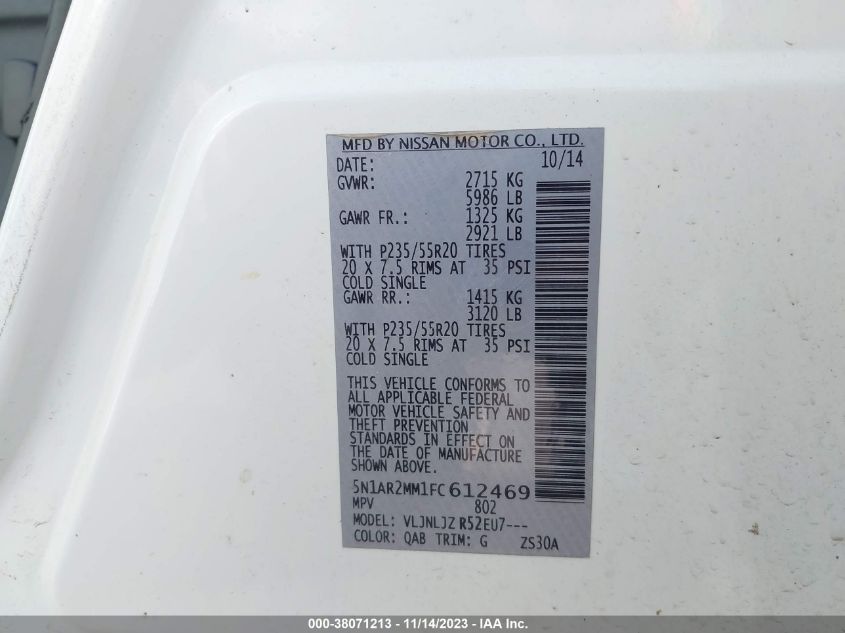 MFD BY NISSAN MOTOR CO., LTD.
DATE: 10/14
GVWR: 2715 KG
5986 LB
GAWR FR.: 1325 KG
2921 LB
WITH P235/55R20 TIRES
20 X 7.5 RIMS AT 35 PSI
COLD SINGLE
GAWR RR.: 1415 KG
3120 LB
WITH P235/55R20 TIRES
20 X 7.5 RIMS AT 35 PSI
COLD SINGLE
THIS VEHICLE CONFORMS TO
ALL APPLICABLE FEDERAL
MOTOR VEHICLE SAFETY AND
THEFT PREVENTION
STANDARDS IN EFFECT ON
THE DATE OF MANUFACTURE
SHOWN ABOVE.
5N1AR2MM1FC612469
MPV 802
MODEL: VLJNLJZ R52EU7---
COLOR: QAB TRIM: G ZS30A
000-38071213 - 11/14/2023 - IAA Inc.